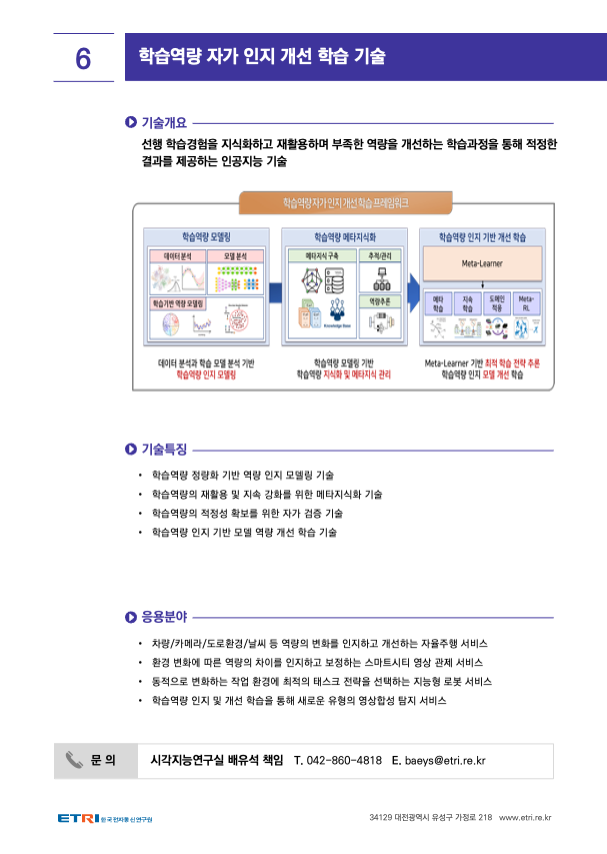 6
학습역량 자가 인지 개선 학습 기술
기술개요
선행 학습경험을 지식화하고 재활용하며 부족한 역량을 개선하는 학습과정을 통해 적정한
결과를 제공하는 인공지능 기술
학습역량 자가 인지 개선 학습 프레임워크
학습역량 모델링
데이터 분석
모델 분석
학습기반 역량 모델링
데이터 분석과 학습 모델 분석 기반
학습역량 인지 모델링
학습역량 메타지식화
메타지식 구축
추적/관리
역량추론
Knowledge Base
학습역량 모델링 기반
학습역량 지식화 및 메타지식 관리
학습역량 인지 기반 개선 학습
Meta-Learner
메타
학습
지속
학습
도메인
적응
Meta-
RL
Meta-Learner 기반 최적 학습 전략 추론
학습역량 인지 모델 개선 학습
기술특징
• 학습역량 정량화 기반 역량 인지 모델링 기술
• 학습역량의 재활용 및 지속 강화를 위한 메타지식화 기술
• 학습역량의 적정성 확보를 위한 자가 검증 기술
• 학습역량 인지 기반 모델 역량 개선 학습 기술
응용분야
• 차량/카메라/도로환경/날씨 등 역량의 변화를 인지하고 개선하는 자율주행 서비스
• 환경 변화에 따른 역량의 차이를 인지하고 보정하는 스마트시티 영상 관제 서비스
• 동적으로 변화하는 작업 환경에 최적의 태스크 전략을 선택하는 지능형 로봇 서비스
• 학습역량 인지 및 개선 학습을 통해 새로운 유형의 영상합성 탐지 서비스
문 의
시각지능연구실 배유석 책임 T. 042-860-4818 E. baeys@etri.re.kr
ETRI 한국전자통신연구원
34129 대전광역시 유성구 가정로 218 www.etri.re.kr